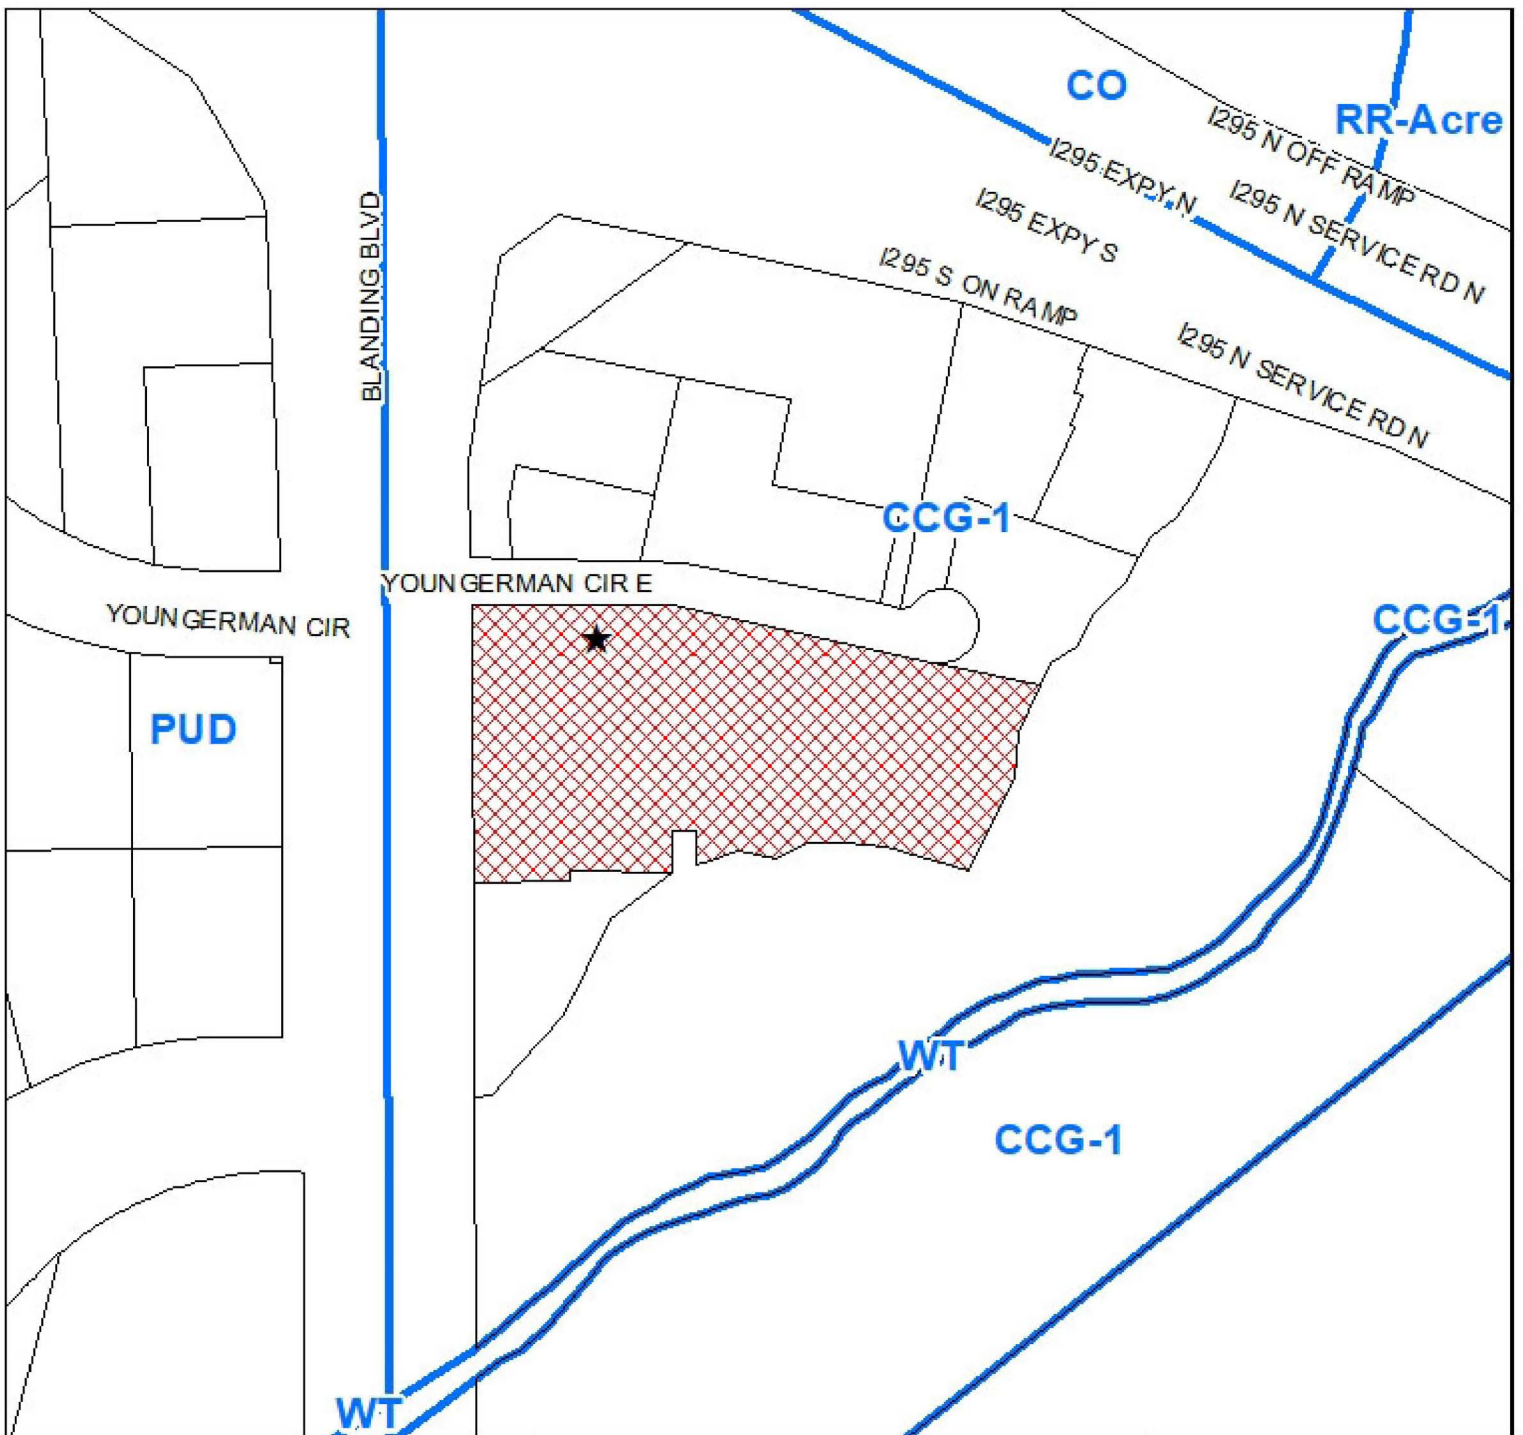 CO
RR-Acre
I295 N OFF RAMP
I295 EXPY N
I295 N SERVICE RD N
I295 EXPY S
BLANDING BLVD
I295 S ON RAMP
I295 N SERVICE RD N
CCG-1
YOUNGERMAN CIR E
YOUNGERMAN CIR
CCG-1
PUD
WT
CCG-1
WT